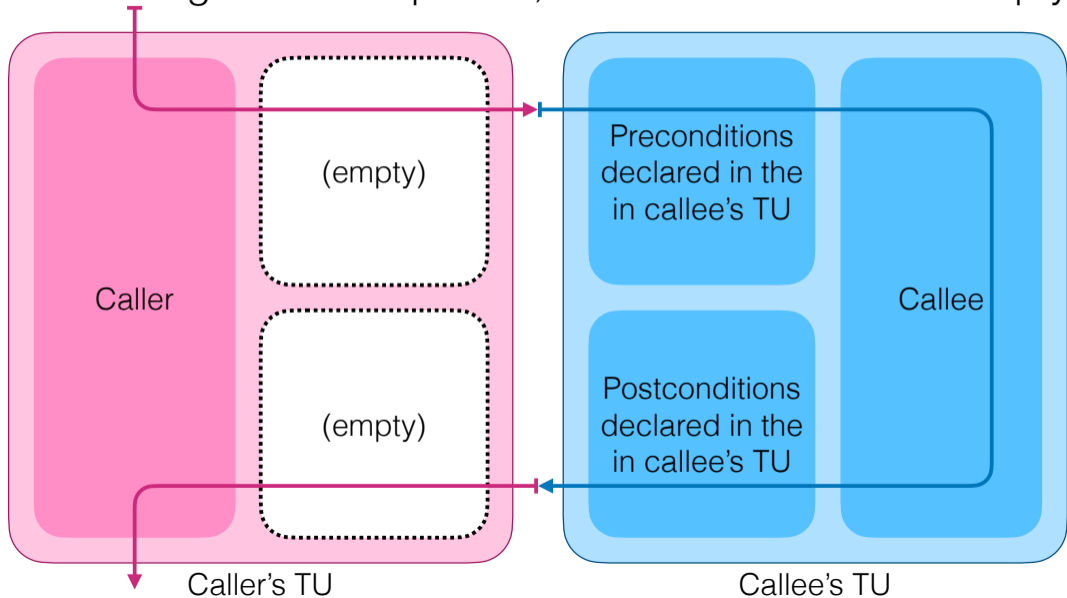 (empty)
Preconditions
declared in the
in callee's TU
Caller
Callee
(empty)
Postconditions
declared in the
in callee's TU
Caller's TU
Callee's TU